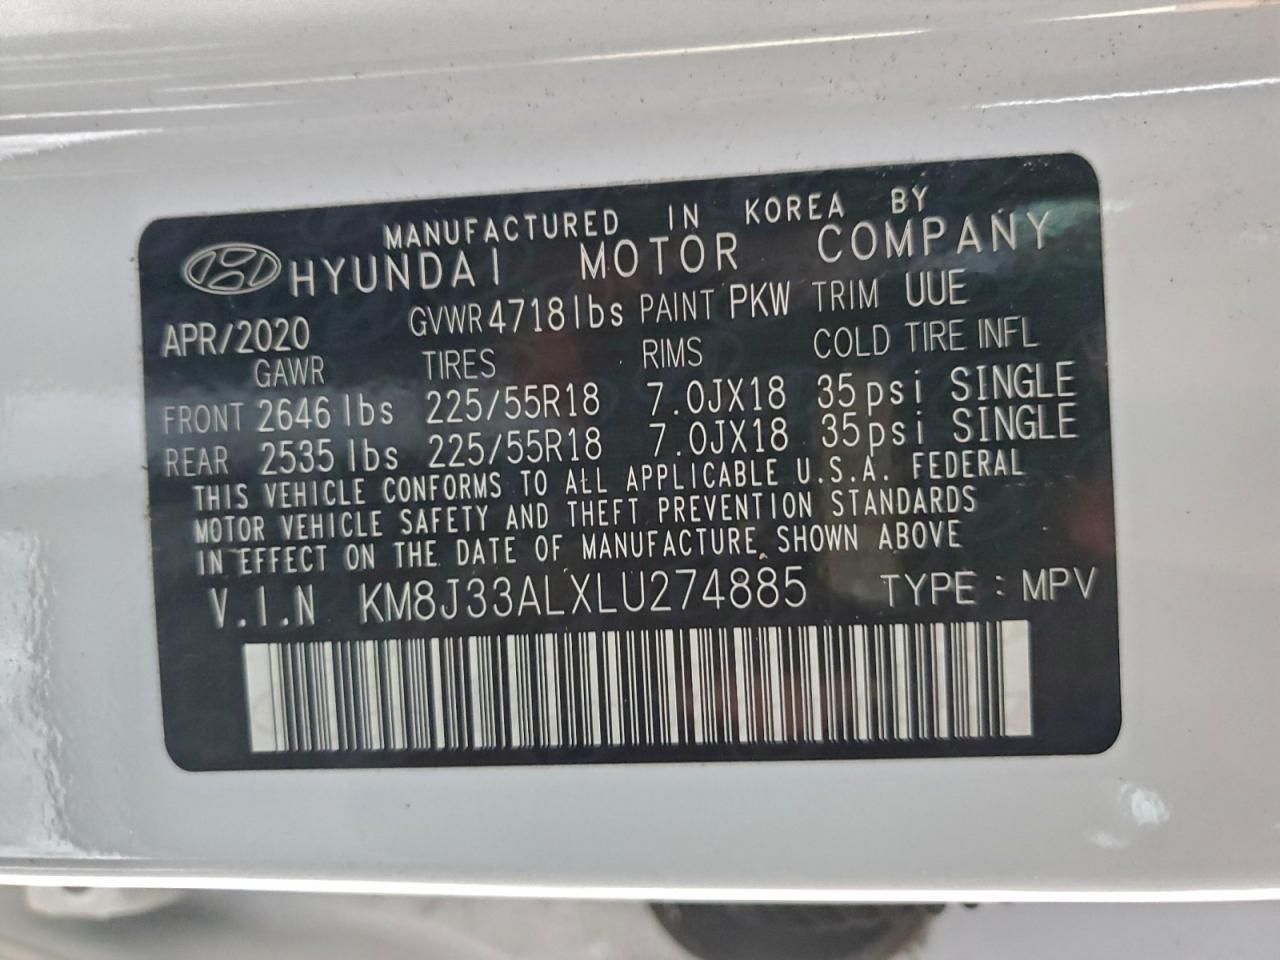 MANUFACTURED IN KOREA BY
HYUNDAI MOTOR COMPANY
APR/2020 GVWR 4718lbs PAINT PKW TRIM UUE
GAWR TIRES RIMS COLD TIRE INFL
FRONT 2646 lbs 225/55R18 7.0JX18 35psi SINGLE
REAR 2535 lbs 225/55R18 7.0JX18 35psi SINGLE
THIS VEHICLE CONFORMS TO ALL APPLICABLE U.S.A. FEDERAL
MOTOR VEHICLE SAFETY AND THEFT PREVENTION STANDARDS
IN EFFECT ON THE DATE OF MANUFACTURE SHOWN ABOVE
V.I.N KM8J33ALXLU274885 TYPE : MPV